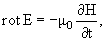 rot E = −μ₀ ∂H/∂t,